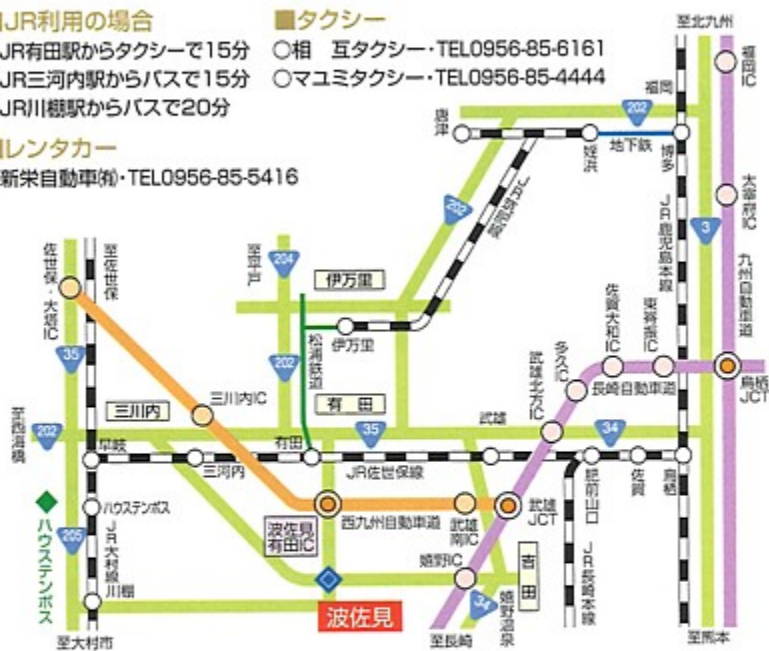 JR利用の場合
JR有田駅からタクシーで15分
JR三河内駅からバスで15分
JR川棚駅からバスで20分
レンタカー
新栄自動車㈲・TEL0956-85-5416
■タクシー
○相 互タクシー・TEL0956-85-6161
○マユミタクシー・TEL0956-85-4444
至北九州
福岡IC
福岡
202
唐津
姪浜
地下鉄
博多
大宰府IC
JR筑肥線
202
JR鹿児島本線
3
九州自動車道
佐世保・大塔IC
至佐世保
至平戸
204
伊万里
伊万里
松浦鉄道
202
35
佐賀大和IC
東脊振IC
多久IC
武雄北方IC
長崎自動車道
鳥栖JCT
三川内
三川内IC
有田
至西海橋
202
早岐
三河内
有田
35
JR佐世保線
武雄
34
肥前山口
佐賀
鳥栖
ハウステンボス
◆ハウステンボス
205
JR大村線
川棚
波佐見有田IC
西九州自動車道
武雄南IC
武雄JCT
嬉野IC
吉田
JR長崎本線
34
嬉野温泉
波佐見
至大村市
至長崎
至熊本